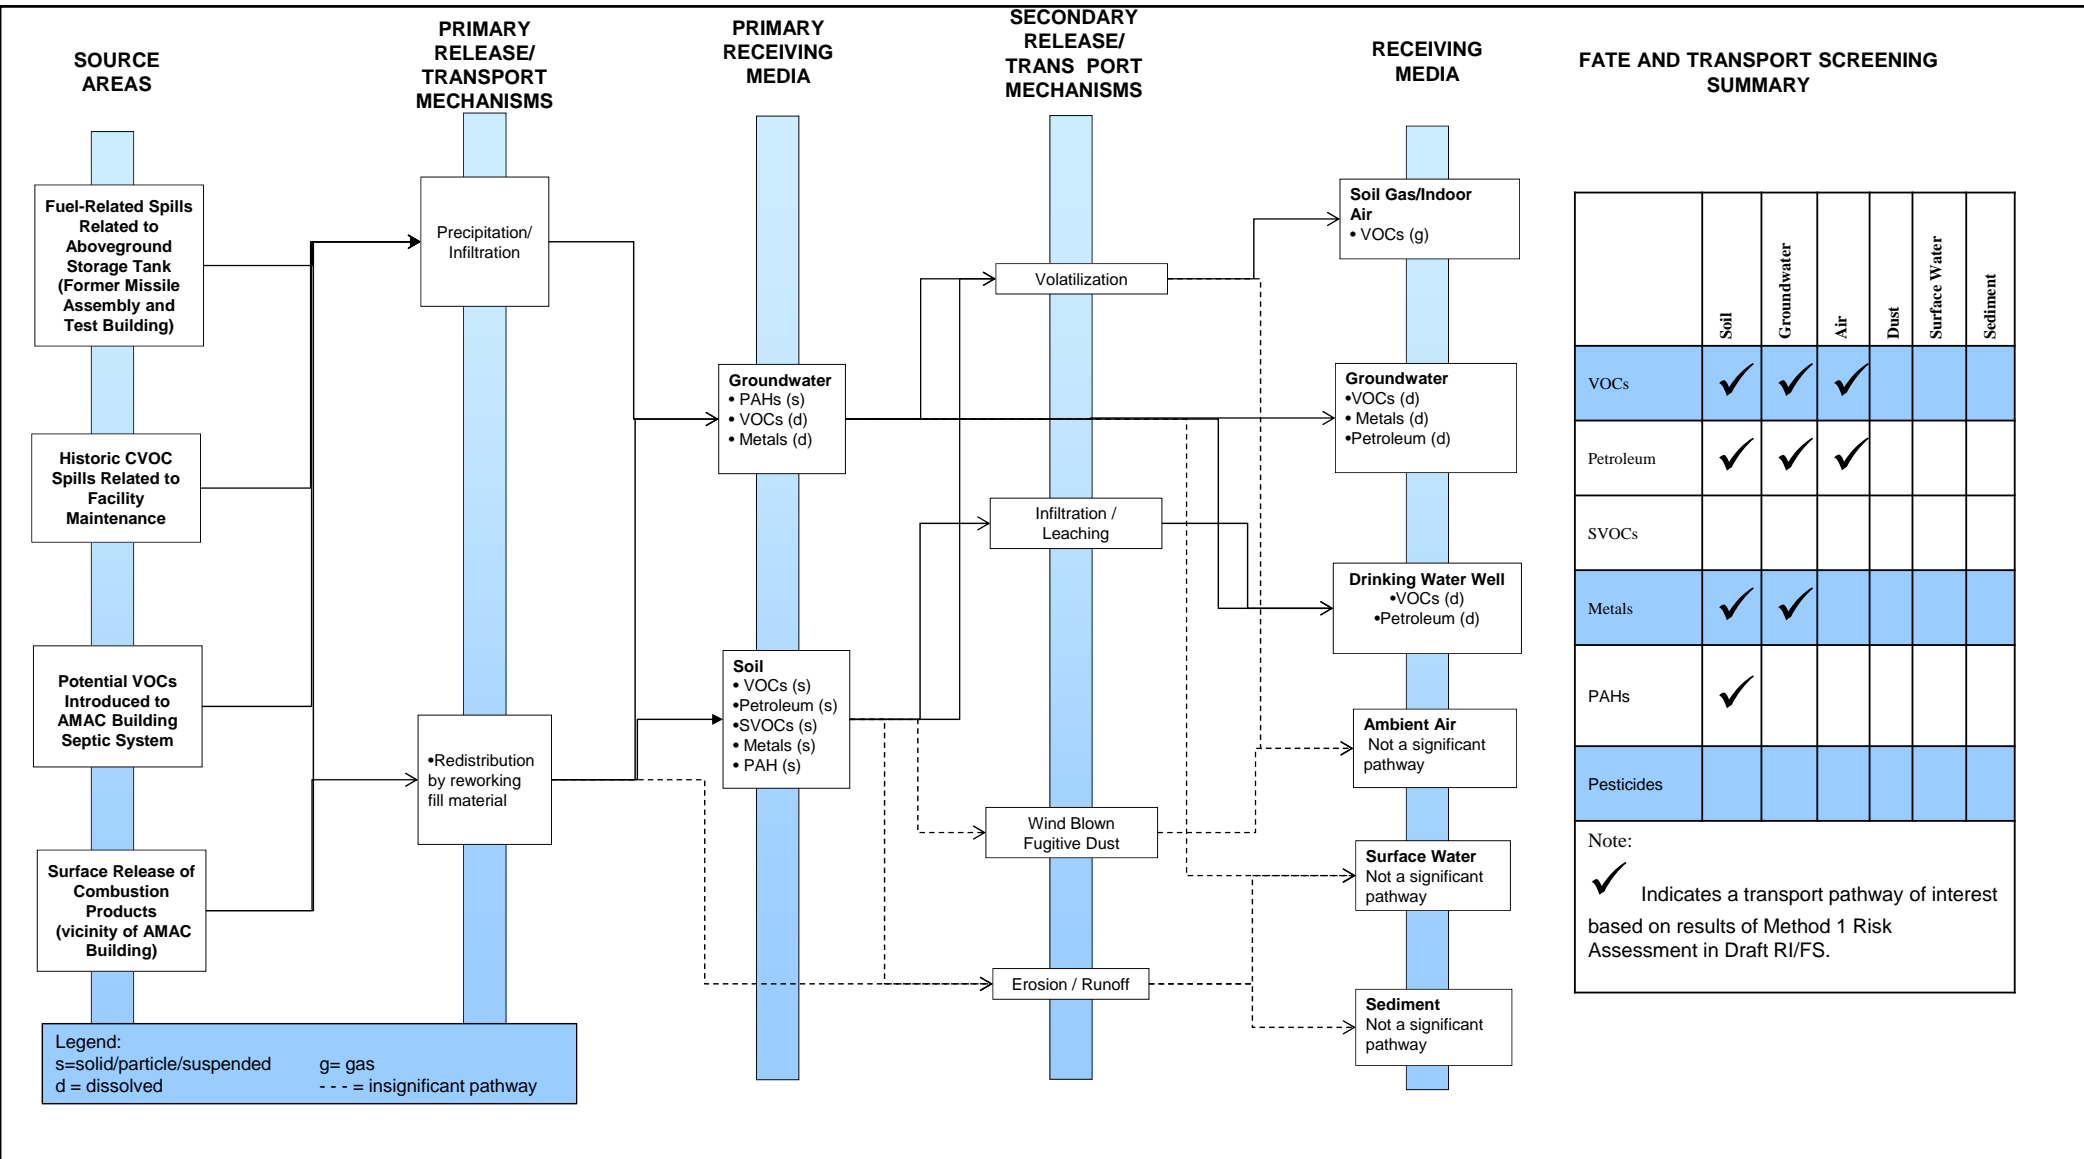 SOURCE
AREAS
PRIMARY
RELEASE/
TRANSPORT
MECHANISMS
PRIMARY
RECEIVING
MEDIA
SECONDARY
RELEASE/
TRANS PORT
MECHANISMS
RECEIVING
MEDIA
FATE AND TRANSPORT SCREENING
SUMMARY
Fuel-Related Spills
Related to
Aboveground
Storage Tank
(Former Missile
Assembly and
Test Building)
Historic CVOC
Spills Related to
Facility
Maintenance
Potential VOCs
Introduced to
AMAC Building
Septic System
Surface Release of
Combustion
Products
(vicinity of AMAC
Building)
Precipitation/
Infiltration
•Redistribution
by reworking
fill material
Groundwater
• PAHs (s)
• VOCs (d)
• Metals (d)
Soil
• VOCs (s)
•Petroleum (s)
•SVOCs (s)
• Metals (s)
• PAH (s)
Volatilization
Infiltration /
Leaching
Wind Blown
Fugitive Dust
Erosion / Runoff
Soil Gas/Indoor
Air
• VOCs (g)
Groundwater
•VOCs (d)
• Metals (d)
•Petroleum (d)
Drinking Water Well
•VOCs (d)
•Petroleum (d)
Ambient Air
Not a significant
pathway
Surface Water
Not a significant
pathway
Sediment
Not a significant
pathway
Soil
Groundwater
Air
Dust
Surface Water
Sediment
VOCs ✓ ✓ ✓
Petroleum ✓ ✓ ✓
SVOCs
Metals ✓ ✓
PAHs ✓
Pesticides
Note:
✓ Indicates a transport pathway of interest
based on results of Method 1 Risk
Assessment in Draft RI/FS.
Legend:
s=solid/particle/suspended g= gas
d = dissolved - - - = insignificant pathway